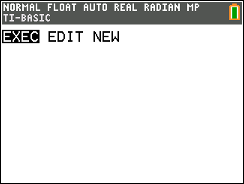 NORMAL FLOAT AUTO REAL RADIAN MP
TI-BASIC
EXEC EDIT NEW